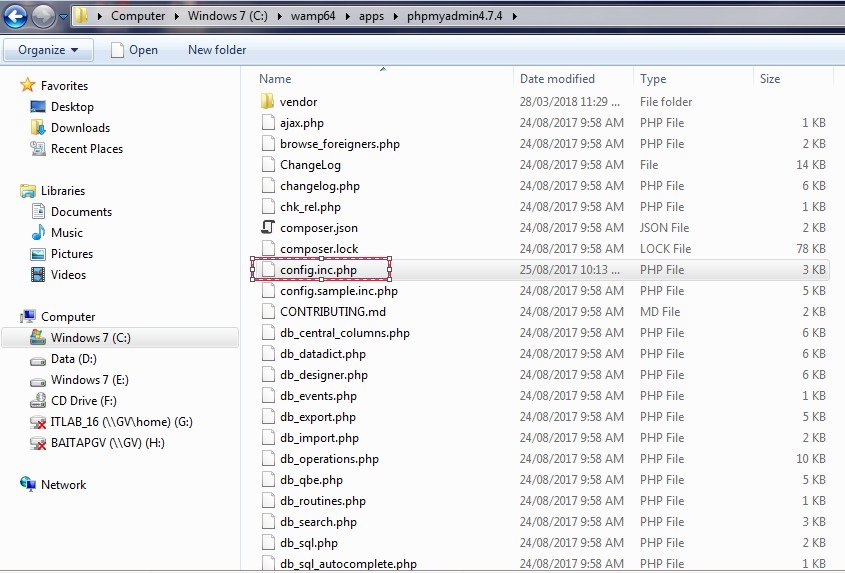 Computer Windows 7 (C:) wamp64 apps phpmyadmin4.7.4
Organize Open New folder
Favorites
Desktop
Downloads
Recent Places
Libraries
Documents
Music
Pictures
Videos
Computer
Windows 7 (C:)
Data (D:)
Windows 7 (E:)
CD Drive (F:)
ITLAB_16 (\\GV\home) (G:)
BAITAPGV (\\GV) (H:)
Network
Name Date modified Type Size
vendor 28/03/2018 11:29 ... File folder
ajax.php 24/08/2017 9:58 AM PHP File 1 KB
browse_foreigners.php 24/08/2017 9:58 AM PHP File 2 KB
ChangeLog 24/08/2017 9:58 AM File 14 KB
changelog.php 24/08/2017 9:58 AM PHP File 6 KB
chk_rel.php 24/08/2017 9:58 AM PHP File 1 KB
composer.json 24/08/2017 9:58 AM JSON File 2 KB
composer.lock 24/08/2017 9:58 AM LOCK File 78 KB
config.inc.php 25/08/2017 10:13 ... PHP File 3 KB
config.sample.inc.php 24/08/2017 9:58 AM PHP File 5 KB
CONTRIBUTING.md 24/08/2017 9:58 AM MD File 2 KB
db_central_columns.php 24/08/2017 9:58 AM PHP File 6 KB
db_datadict.php 24/08/2017 9:58 AM PHP File 6 KB
db_designer.php 24/08/2017 9:58 AM PHP File 6 KB
db_events.php 24/08/2017 9:58 AM PHP File 1 KB
db_export.php 24/08/2017 9:58 AM PHP File 5 KB
db_import.php 24/08/2017 9:58 AM PHP File 2 KB
db_operations.php 24/08/2017 9:58 AM PHP File 10 KB
db_qbe.php 24/08/2017 9:58 AM PHP File 5 KB
db_routines.php 24/08/2017 9:58 AM PHP File 1 KB
db_search.php 24/08/2017 9:58 AM PHP File 3 KB
db_sql.php 24/08/2017 9:58 AM PHP File 2 KB
db_sql_autocomplete.php 24/08/2017 9:58 AM PHP File 1 KB